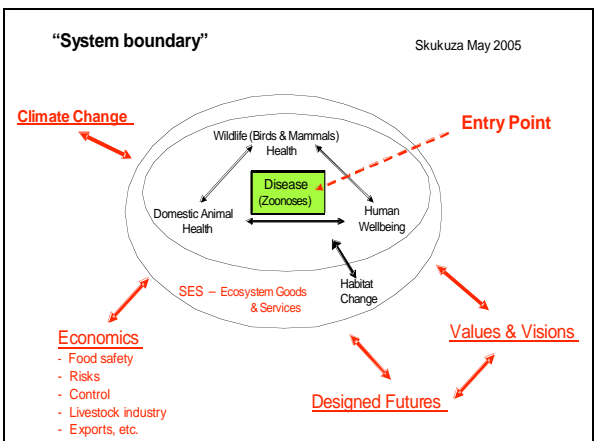 “System boundary”
Skukuza May 2005
Climate Change
Entry Point
Wildlife (Birds & Mammals)
Health
Disease
(Zoonoses)
Domestic Animal
Health
Human
Wellbeing
Habitat
Change
SES – Ecosystem Goods
& Services
Economics
- Food safety
- Risks
- Control
- Livestock industry
- Exports, etc.
Values & Visions
Designed Futures